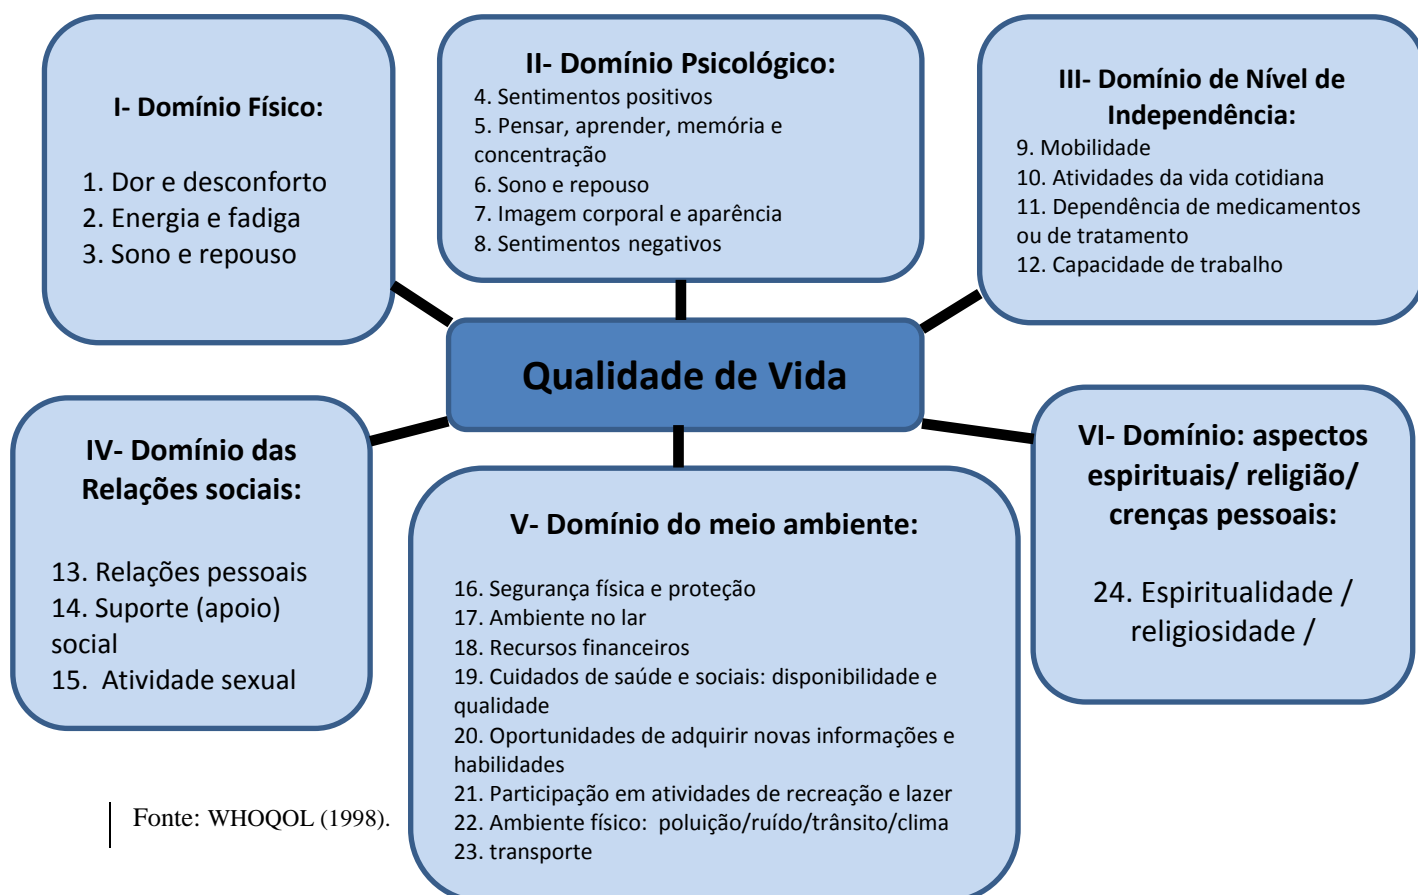 I- Domínio Físico:
1. Dor e desconforto
2. Energia e fadiga
3. Sono e repouso
II- Domínio Psicológico:
4. Sentimentos positivos
5. Pensar, aprender, memória e
concentração
6. Sono e repouso
7. Imagem corporal e aparência
8. Sentimentos negativos
III- Domínio de Nível de
Independência:
9. Mobilidade
10. Atividades da vida cotidiana
11. Dependência de medicamentos
ou de tratamento
12. Capacidade de trabalho
Qualidade de Vida
IV- Domínio das
Relações sociais:
13. Relações pessoais
14. Suporte (apoio)
social
15. Atividade sexual
V- Domínio do meio ambiente:
16. Segurança física e proteção
17. Ambiente no lar
18. Recursos financeiros
19. Cuidados de saúde e sociais: disponibilidade e
qualidade
20. Oportunidades de adquirir novas informações e
habilidades
21. Participação em atividades de recreação e lazer
22. Ambiente físico: poluição/ruído/trânsito/clima
23. transporte
VI- Domínio: aspectos
espirituais/ religião/
crenças pessoais:
24. Espiritualidade /
religiosidade /
Fonte: WHOQOL (1998).